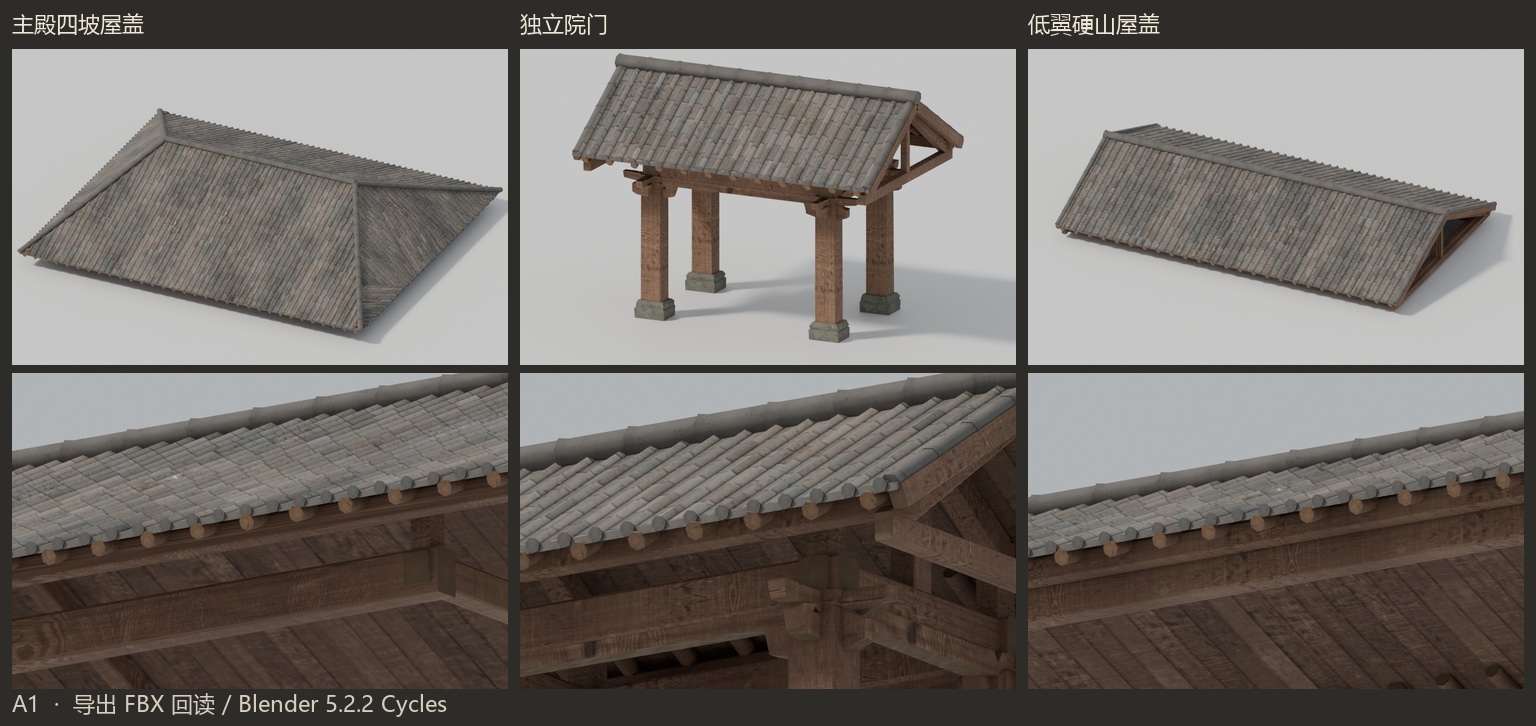 主殿四坡屋盖
独立院门
低翼硬山屋盖
A1 · 导出 FBX 回读 / Blender 5.2.2 Cycles